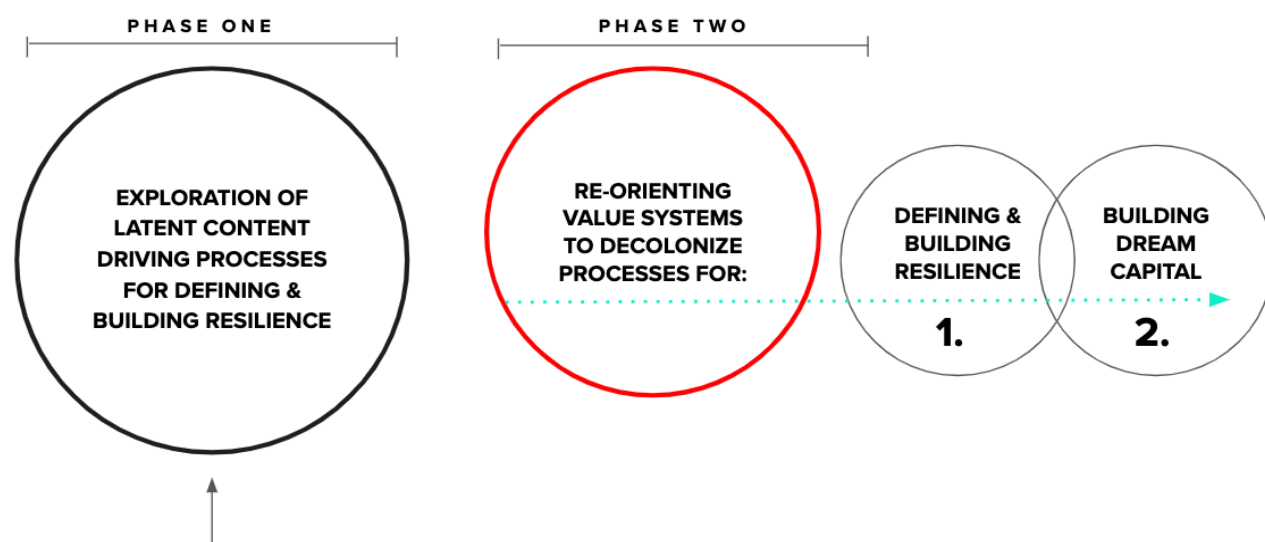 PHASE ONE
PHASE TWO
EXPLORATION OF
LATENT CONTENT
DRIVING PROCESSES
FOR DEFINING &
BUILDING RESILIENCE
RE-ORIENTING
VALUE SYSTEMS
TO DECOLONIZE
PROCESSES FOR:
DEFINING &
BUILDING
RESILIENCE
1.
BUILDING
DREAM
CAPITAL
2.